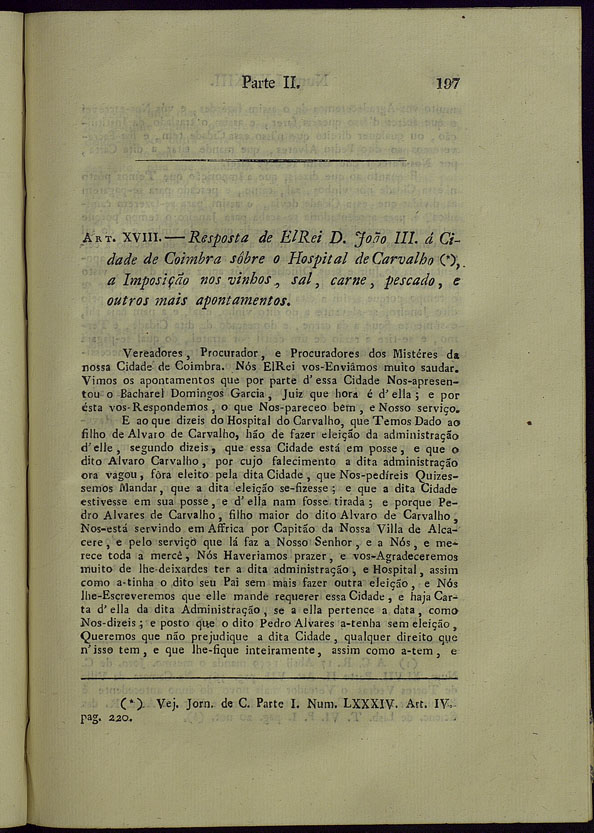 Parte II. 197
ART. XVIII. — Resposta de ElRei D. João III. á Ci-
dade de Coimbra sôbre o Hospital de Carvalho (*),
a Imposição nos vinhos, sal, carne, pescado, e
outros mais apontamentos.
Vereadores, Procurador, e Procuradores dos Mistéres da
nossa Cidade de Coimbra. Nós ElRei vos-Enviâmos muito saudar.
Vimos os apontamentos que por parte d'essa Cidade Nos-apresen-
tou o Bacharel Domingos Garcia, Juiz que hora é d'ella; e por
ésta vos-Respondemos, o que Nos-pareceo bem, e Nosso serviço.
E ao que dizeis do Hospital do Carvalho, que Temos Dado ao
filho de Alvaro de Carvalho, hão de fazer eleição da administração
d'elle, segundo dizeis, que essa Cidade está em posse, e que o
dito Alvaro Carvalho, por cujo falecimento a dita administração
ora vagou, fôra eleito pela dita Cidade, que Nos-pedíreis Quizes-
semos Mandar, que a dita eleição se-fizesse; e que a dita Cidade
estivesse em sua posse, e d'ella nam fosse tirada; e porque Pe-
dro Alvares de Carvalho, filho maior do dito Alvaro de Carvalho,
Nos-está servindo em Affrica por Capitão da Nossa Villa de Alca-
cere, e pelo serviço que lá faz a Nosso Senhor, e a Nós, e me-
rece toda a mercê, Nós Haveriamos prazer, e vos-Agradeceremos
muito de lhe-deixardes ter a dita administração, e Hospital, assim
como a-tinha o dito seu Pai sem mais fazer outra eleição, e Nós
lhe-Escreveremos que elle mande requerer essa Cidade, e haja Car-
ta d'ella da dita Administração, se a ella pertence a data, como
Nos-dizeis; e posto que o dito Pedro Alvares a-tenha sem eleição,
Queremos que não prejudique a dita Cidade, qualquer direito que
n'isso tem, e que lhe-fique inteiramente, assim como a-tem, e
(*) Vej. Jorn. de C. Parte I. Num. LXXXIV. Art. IV.
pag. 220.